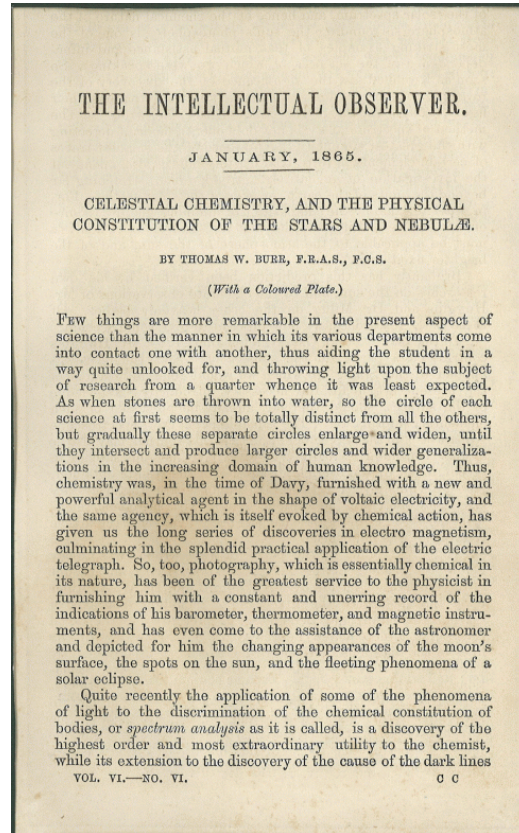 THE INTELLECTUAL OBSERVER.
JANUARY, 1865.
CELESTIAL CHEMISTRY, AND THE PHYSICAL
CONSTITUTION OF THE STARS AND NEBULÆ.
BY THOMAS W. BURR, F.R.A.S., F.C.S.
(With a Coloured Plate.)
FEW things are more remarkable in the present aspect of
science than the manner in which its various departments come
into contact one with another, thus aiding the student in a
way quite unlooked for, and throwing light upon the subject
of research from a quarter whence it was least expected.
As when stones are thrown into water, so the circle of each
science at first seems to be totally distinct from all the others,
but gradually these separate circles enlarge and widen, until
they intersect and produce larger circles and wider generaliza-
tions in the increasing domain of human knowledge. Thus,
chemistry was, in the time of Davy, furnished with a new and
powerful analytical agent in the shape of voltaic electricity, and
the same agency, which is itself evoked by chemical action, has
given us the long series of discoveries in electro magnetism,
culminating in the splendid practical application of the electric
telegraph. So, too, photography, which is essentially chemical in
its nature, has been of the greatest service to the physicist in
furnishing him with a constant and unerring record of the
indications of his barometer, thermometer, and magnetic instru-
ments, and has even come to the assistance of the astronomer
and depicted for him the changing appearances of the moon's
surface, the spots on the sun, and the fleeting phenomena of a
solar eclipse.
Quite recently the application of some of the phenomena
of light to the discrimination of the chemical constitution of
bodies, or spectrum analysis as it is called, is a discovery of the
highest order and most extraordinary utility to the chemist,
while its extension to the discovery of the cause of the dark lines
VOL. VI.—NO. VI. C C